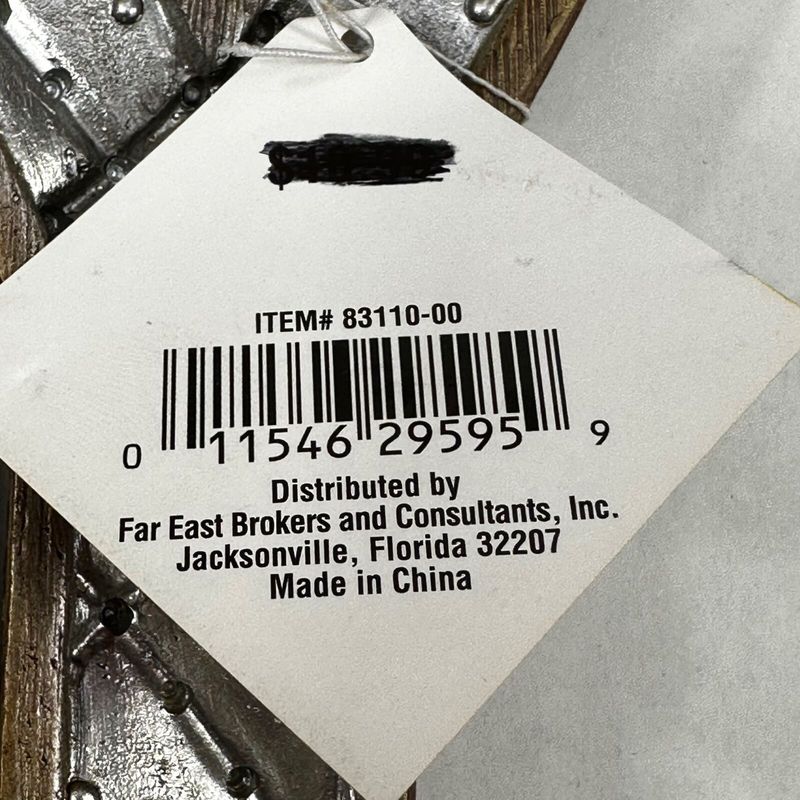 ITEM# 83110-00
0 11546 29595 9
Distributed by
Far East Brokers and Consultants, Inc.
Jacksonville, Florida 32207
Made in China